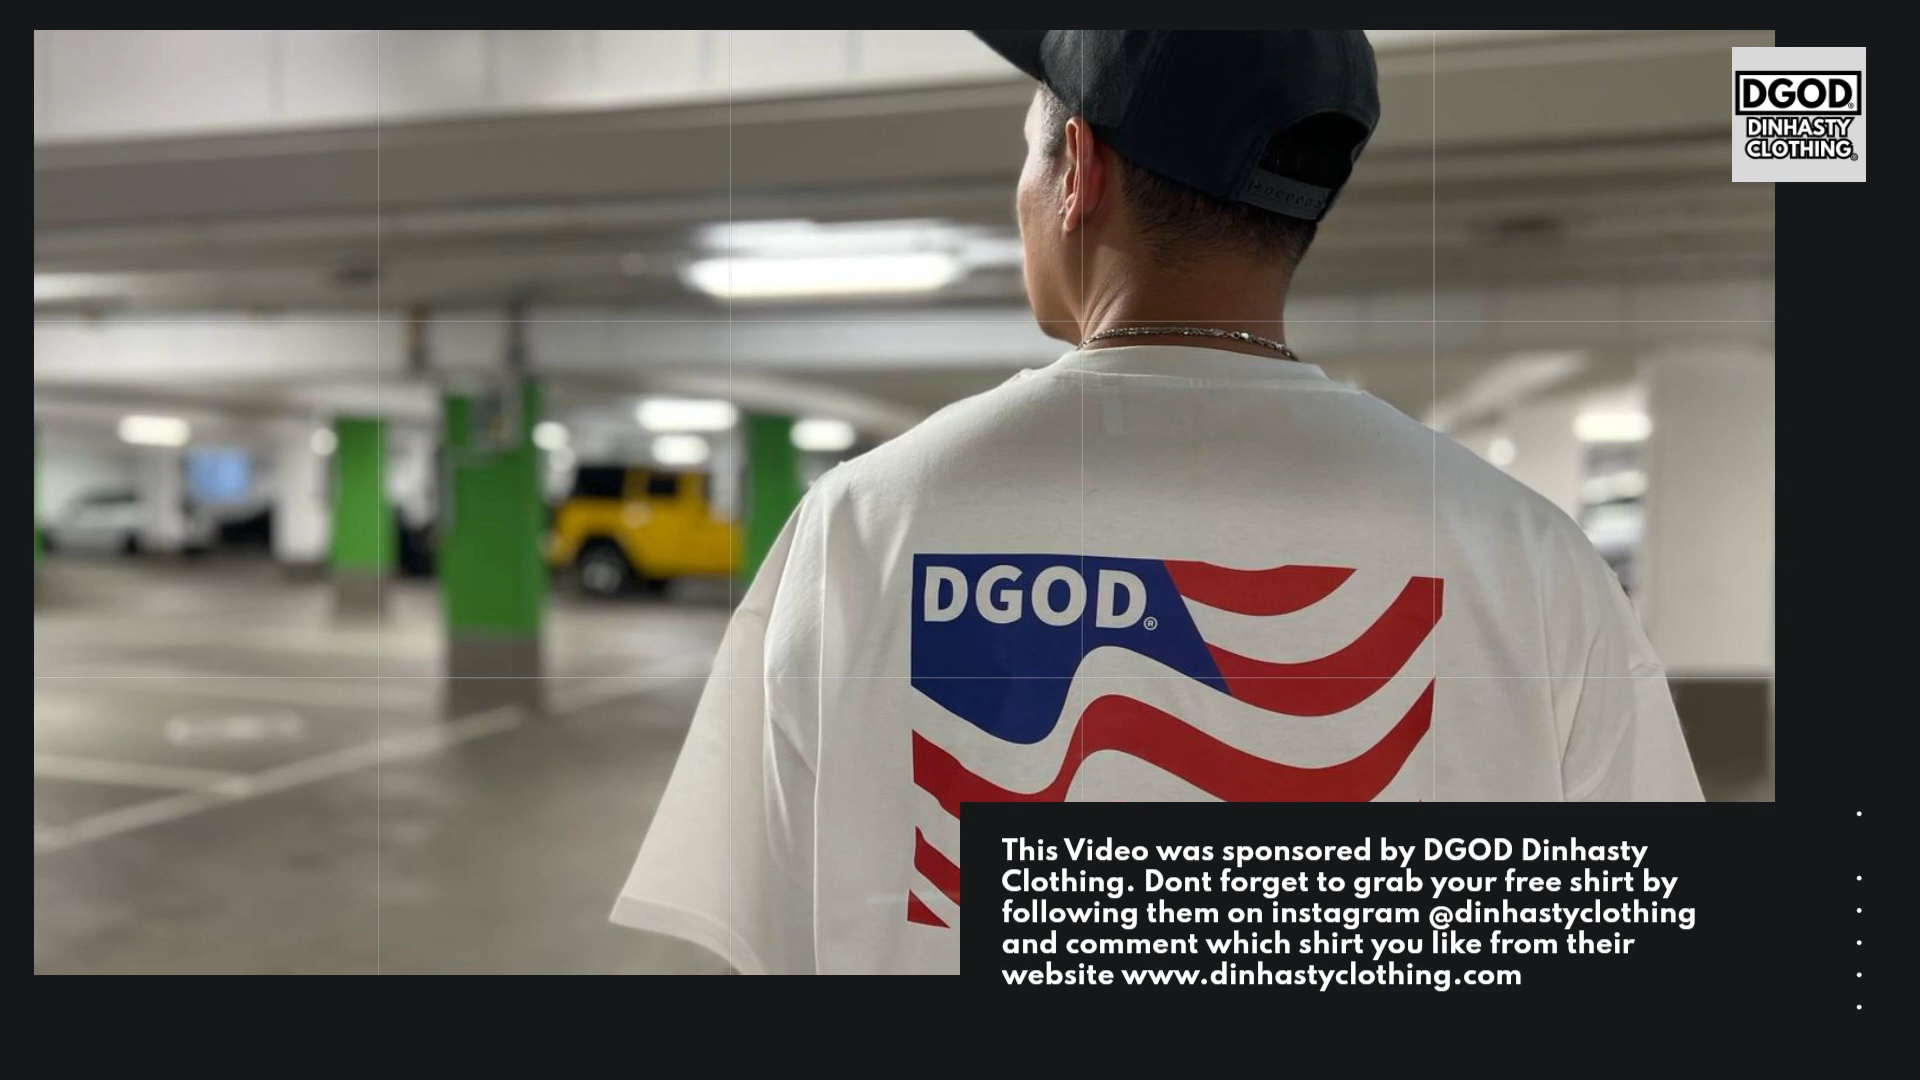 DGOD®
DINHASTY
CLOTHING®
DGOD®
This Video was sponsored by DGOD Dinhasty
Clothing. Dont forget to grab your free shirt by
following them on instagram @dinhastyclothing
and comment which shirt you like from their
website www.dinhastyclothing.com